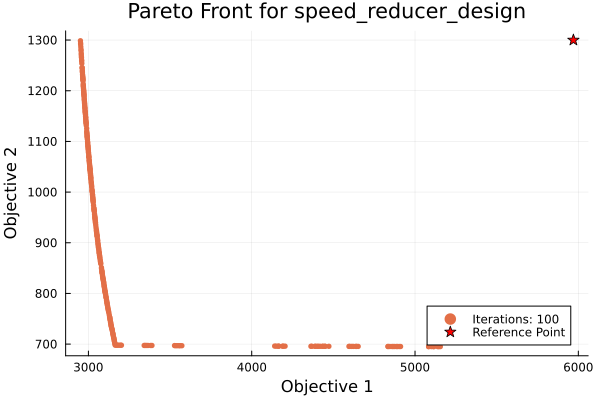 Pareto Front for speed_reducer_design
Objective 2
1300
1200
1100
1000
900
800
700
Iterations: 100
Reference Point
3000 4000 5000 6000
Objective 1